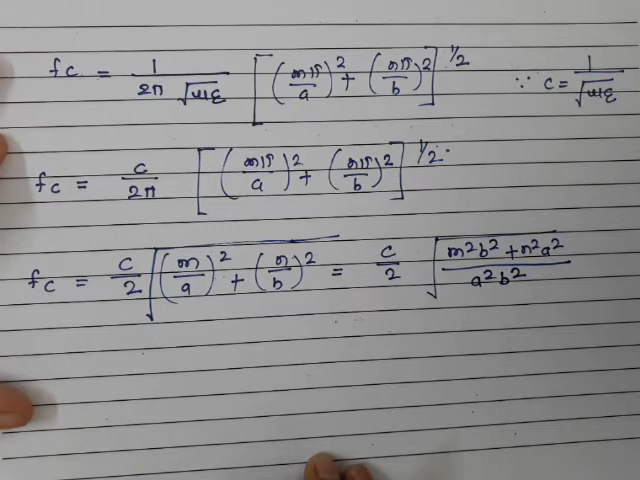 fc = 1/2π√με [(mπ/a)² + (nπ/b)²]^1/2 ∵ c = 1/√με
fc = c/2π [(mπ/a)² + (nπ/b)²]^1/2.
fc = c/2 √(m/a)² + (n/b)² = c/2 √m²b² + n²a²/a²b²